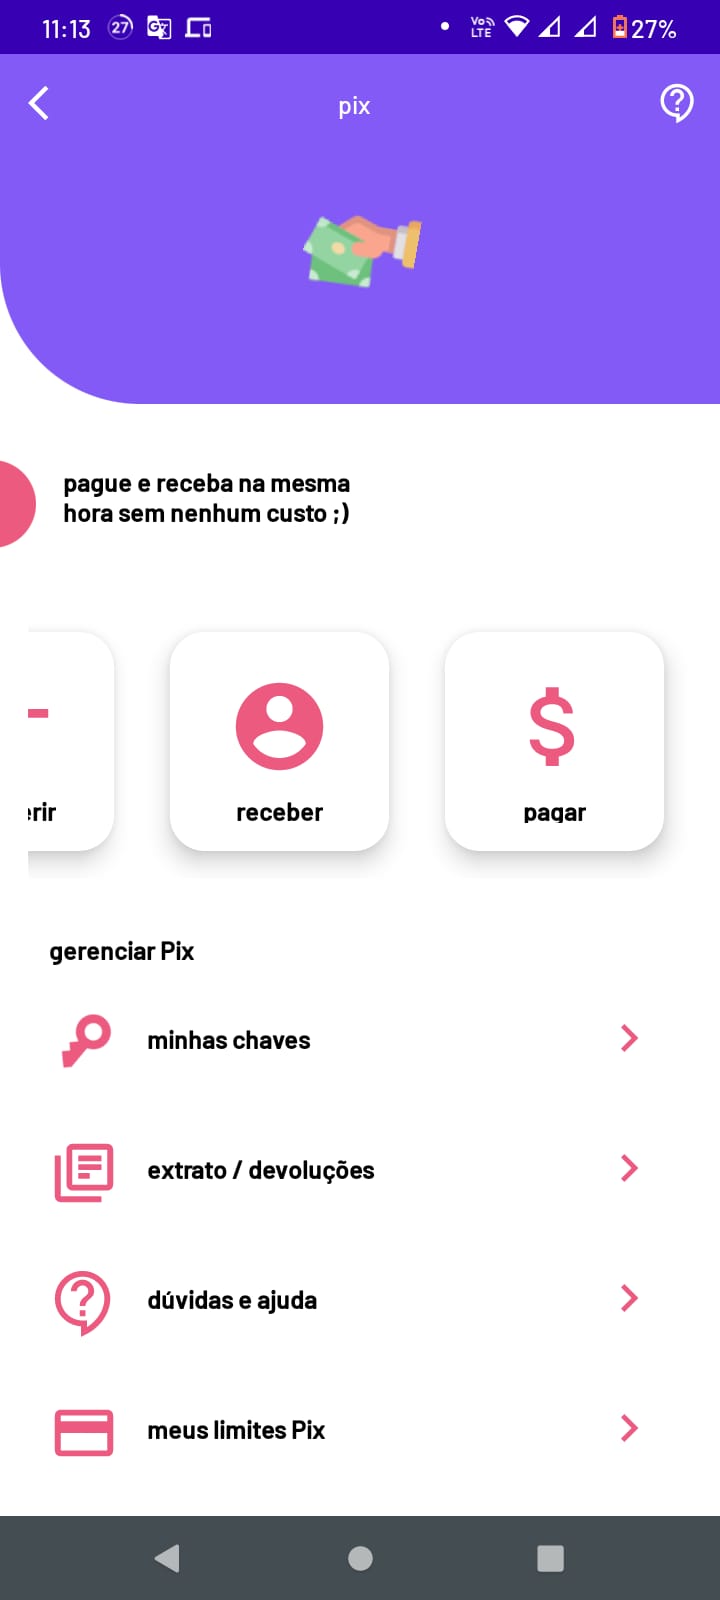 11:13 27 Vo LTE 27%
pix
pague e receba na mesma
hora sem nenhum custo ;)
erir receber pagar
gerenciar Pix
minhas chaves
extrato / devoluções
dúvidas e ajuda
meus limites Pix